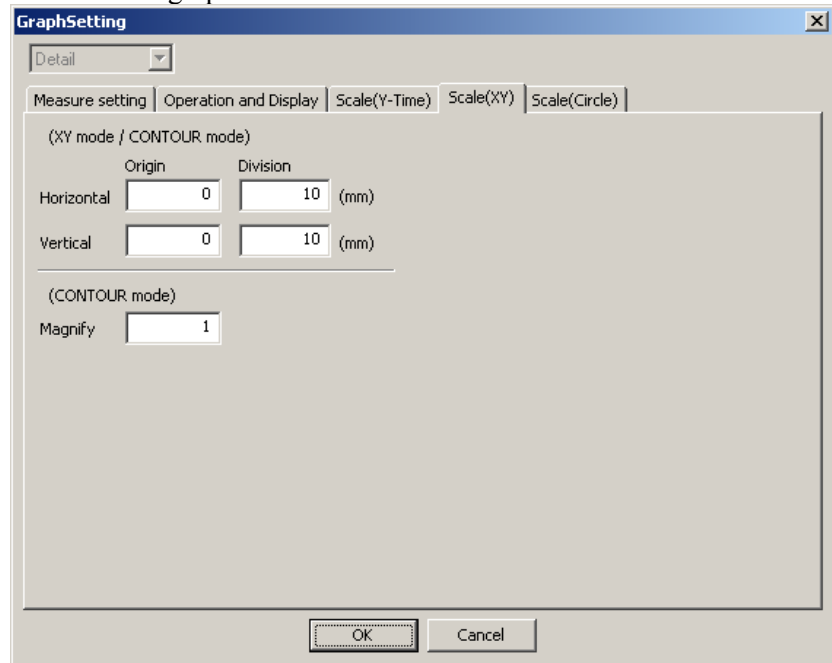 GraphSetting
Detail
Measure setting Operation and Display Scale(Y-Time) Scale(XY) Scale(Circle)
(XY mode / CONTOUR mode)
Origin Division
Horizontal 0 10 (mm)
Vertical 0 10 (mm)
(CONTOUR mode)
Magnify 1
OK Cancel